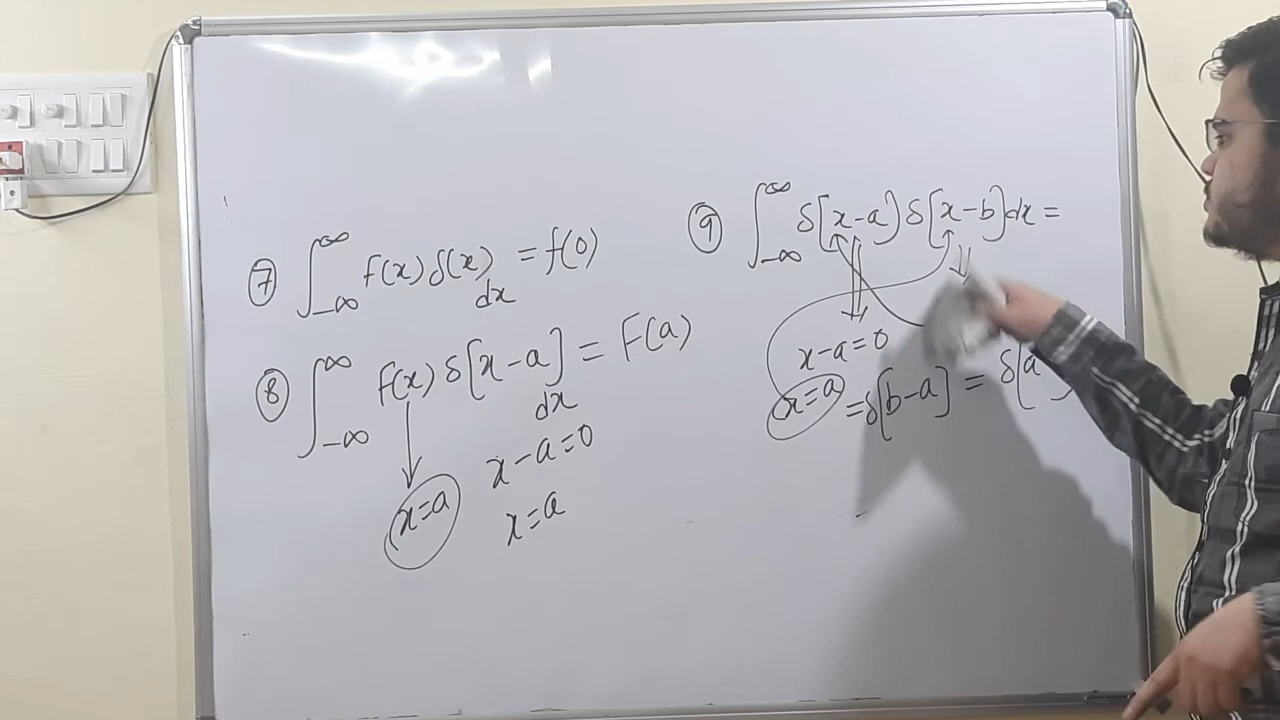 ⑦ ∫_{-∞}^{∞} f(x) δ(x) dx = f(0)
⑧ ∫_{-∞}^{∞} f(x) δ[x-a] dx = F(a)
x-a=0
x=a
x=a
⑨ ∫_{-∞}^{∞} δ[x-a) δ[x-b] dx =
x-a=0
x=a
=δ[b-a] = δ[a